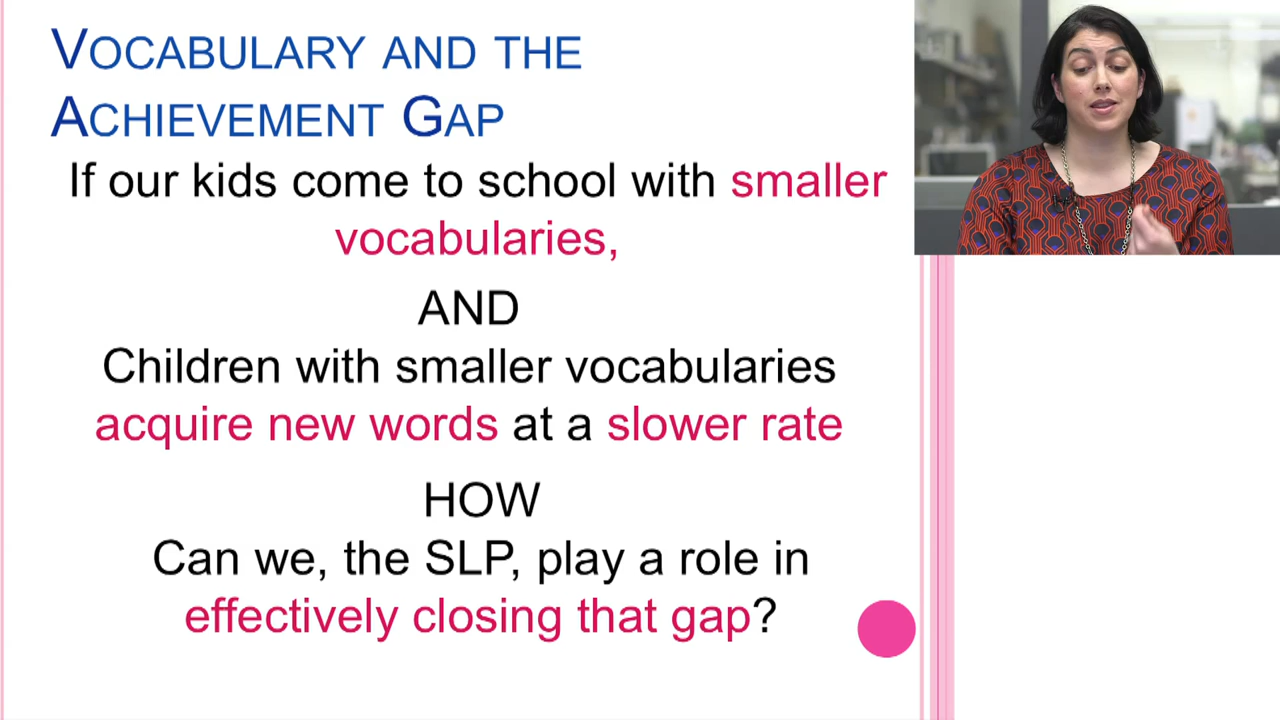 VOCABULARY AND THE
ACHIEVEMENT GAP
If our kids come to school with smaller
vocabularies,
AND
Children with smaller vocabularies
acquire new words at a slower rate
HOW
Can we, the SLP, play a role in
effectively closing that gap?